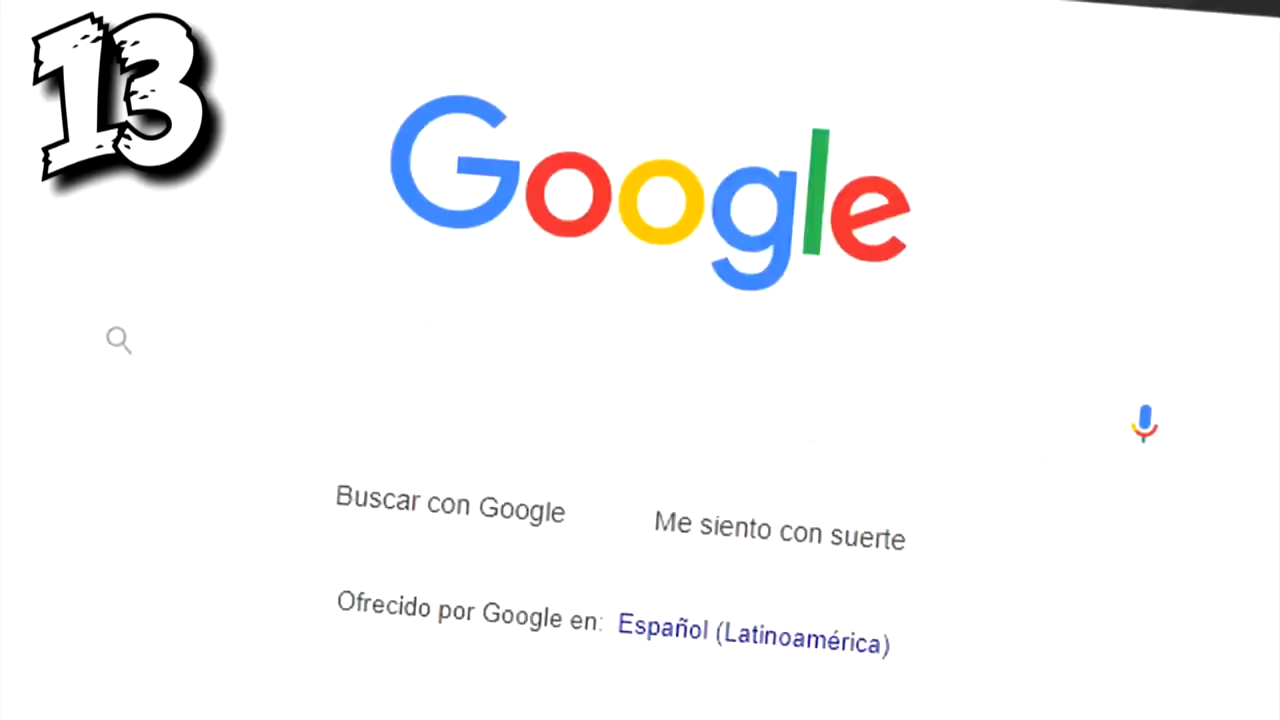 13
Google
Buscar con Google
Me siento con suerte
Ofrecido por Google en: Español (Latinoamérica)